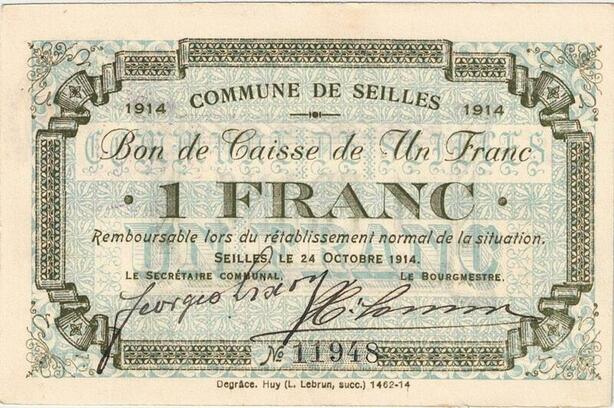 COMMUNE DE SEILLES
1914 1914
Bon de Caisse de Un Franc
· 1 FRANC ·
Remboursable lors du rétablissement normal de la situation.
SEILLES, LE 24 OCTOBRE 1914.
LE SECRÉTAIRE COMMUNAL, LE BOURGMESTRE.
Georges
№ 11948
Degrâce. Huy (L. Lebrun, succ.) 1462-14